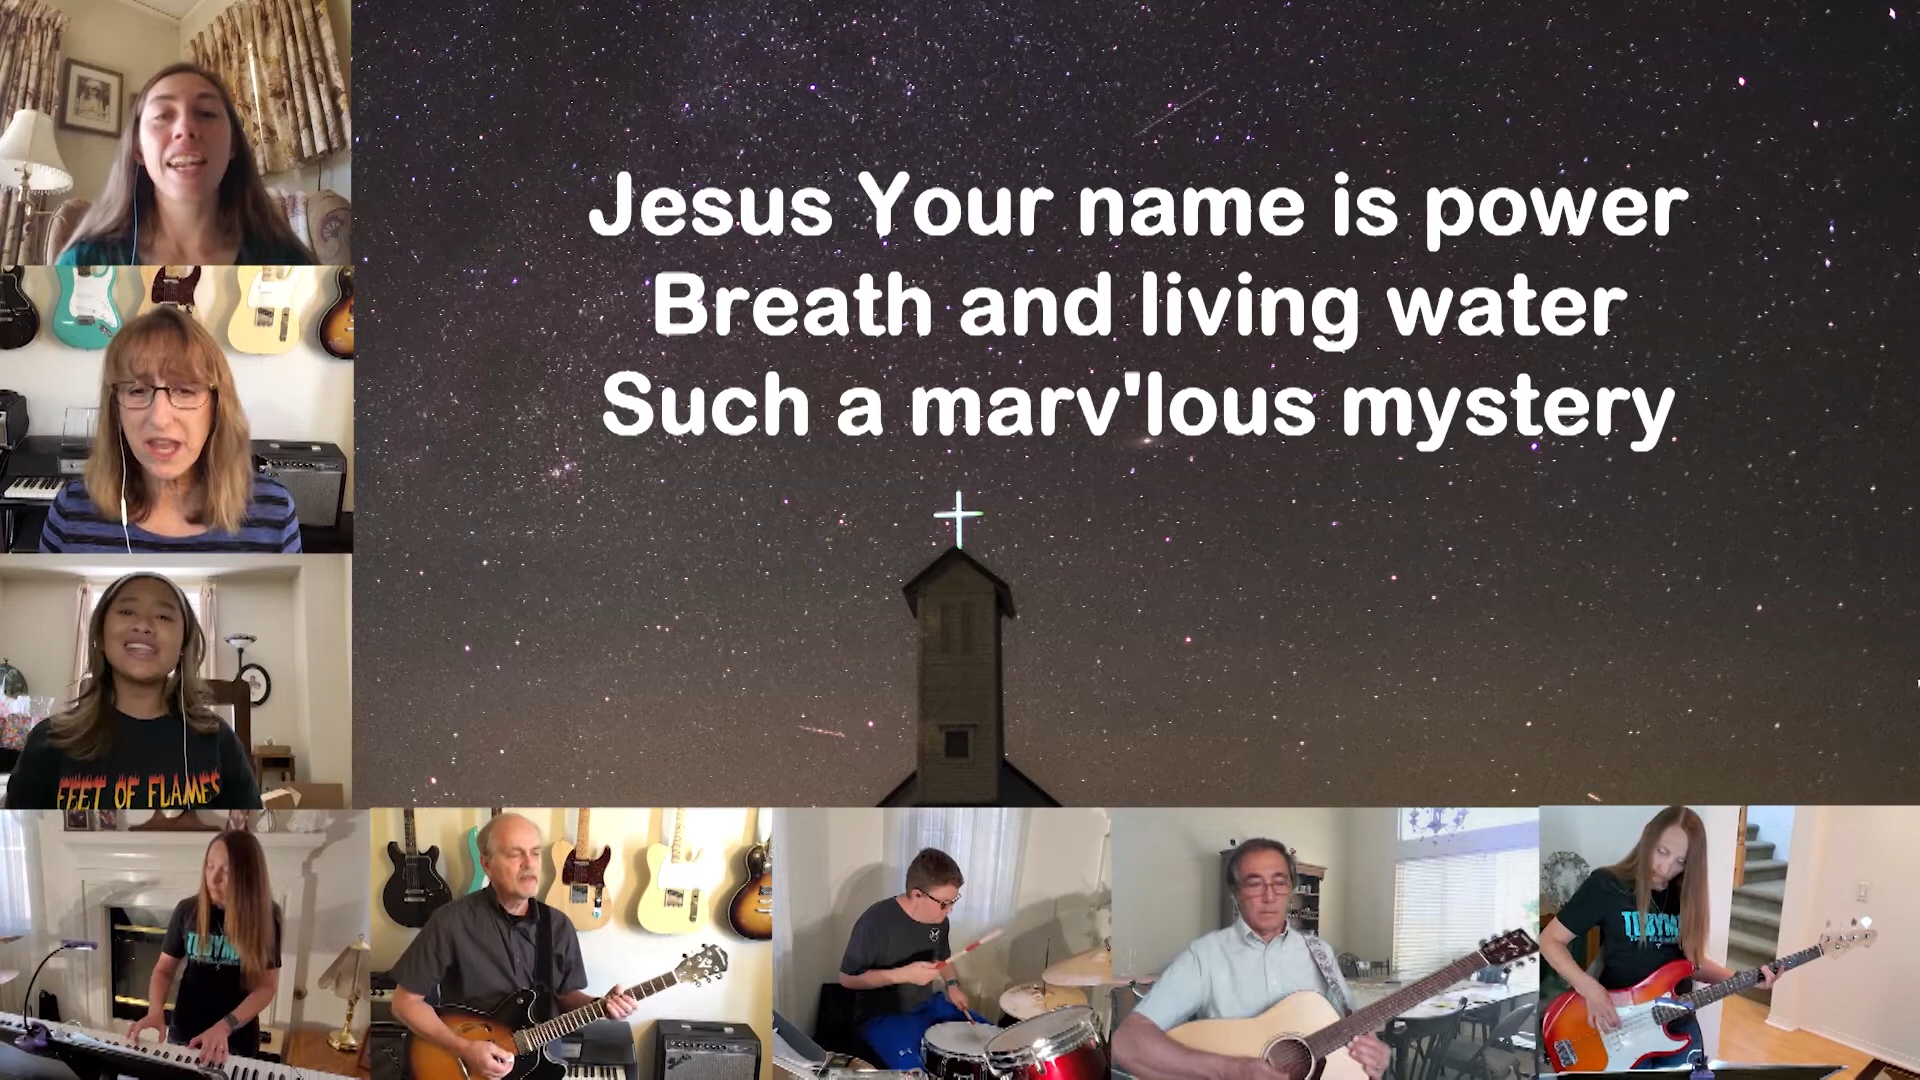 Jesus Your name is power
Breath and living water
Such a marv'lous mystery
FEET OF FLAMES